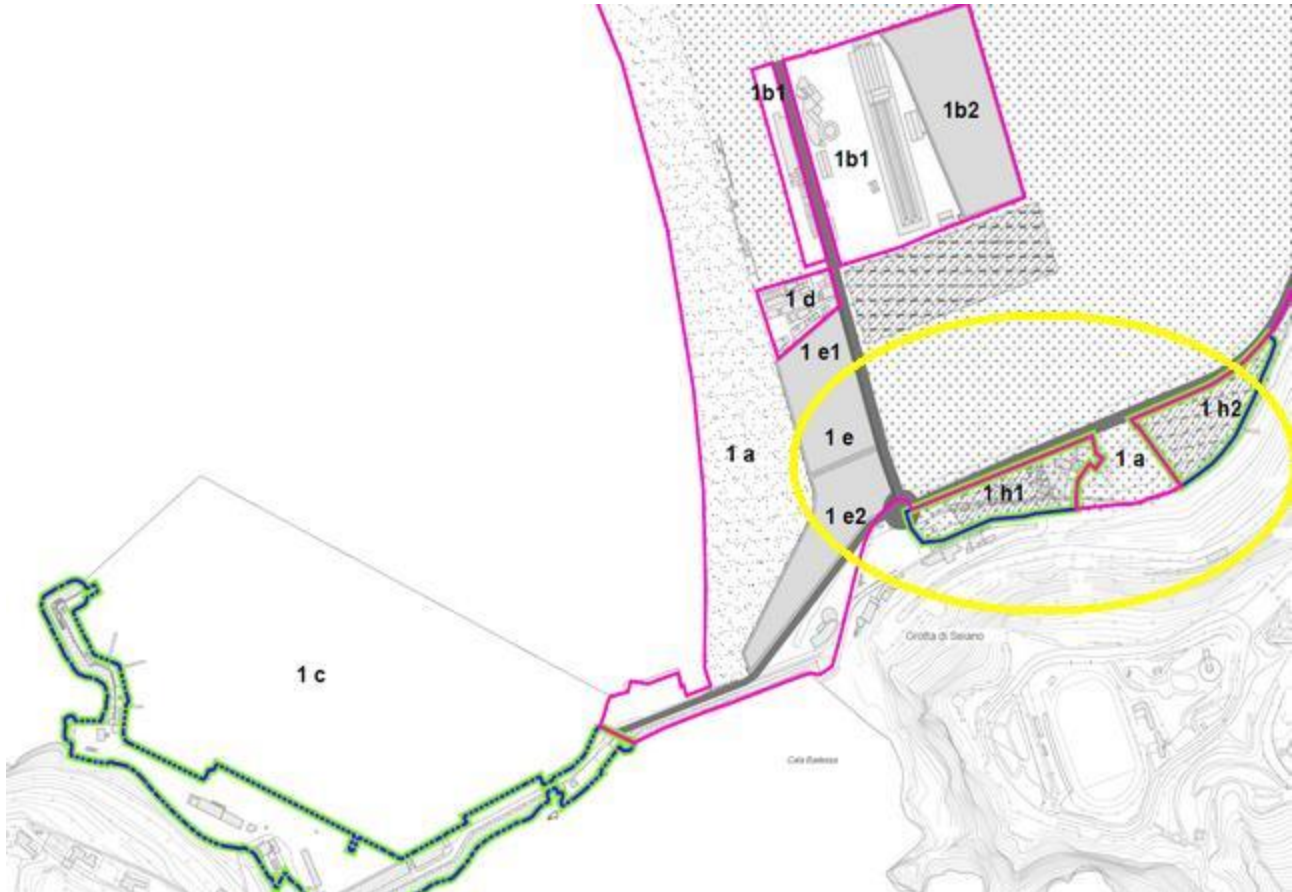 1b1
1b2
1b1
1 d
1 e1
1 h2
1 e
1 a
1 a
1 h1
1 e2
Grotta di Seiano
1 c
Cala Badessa